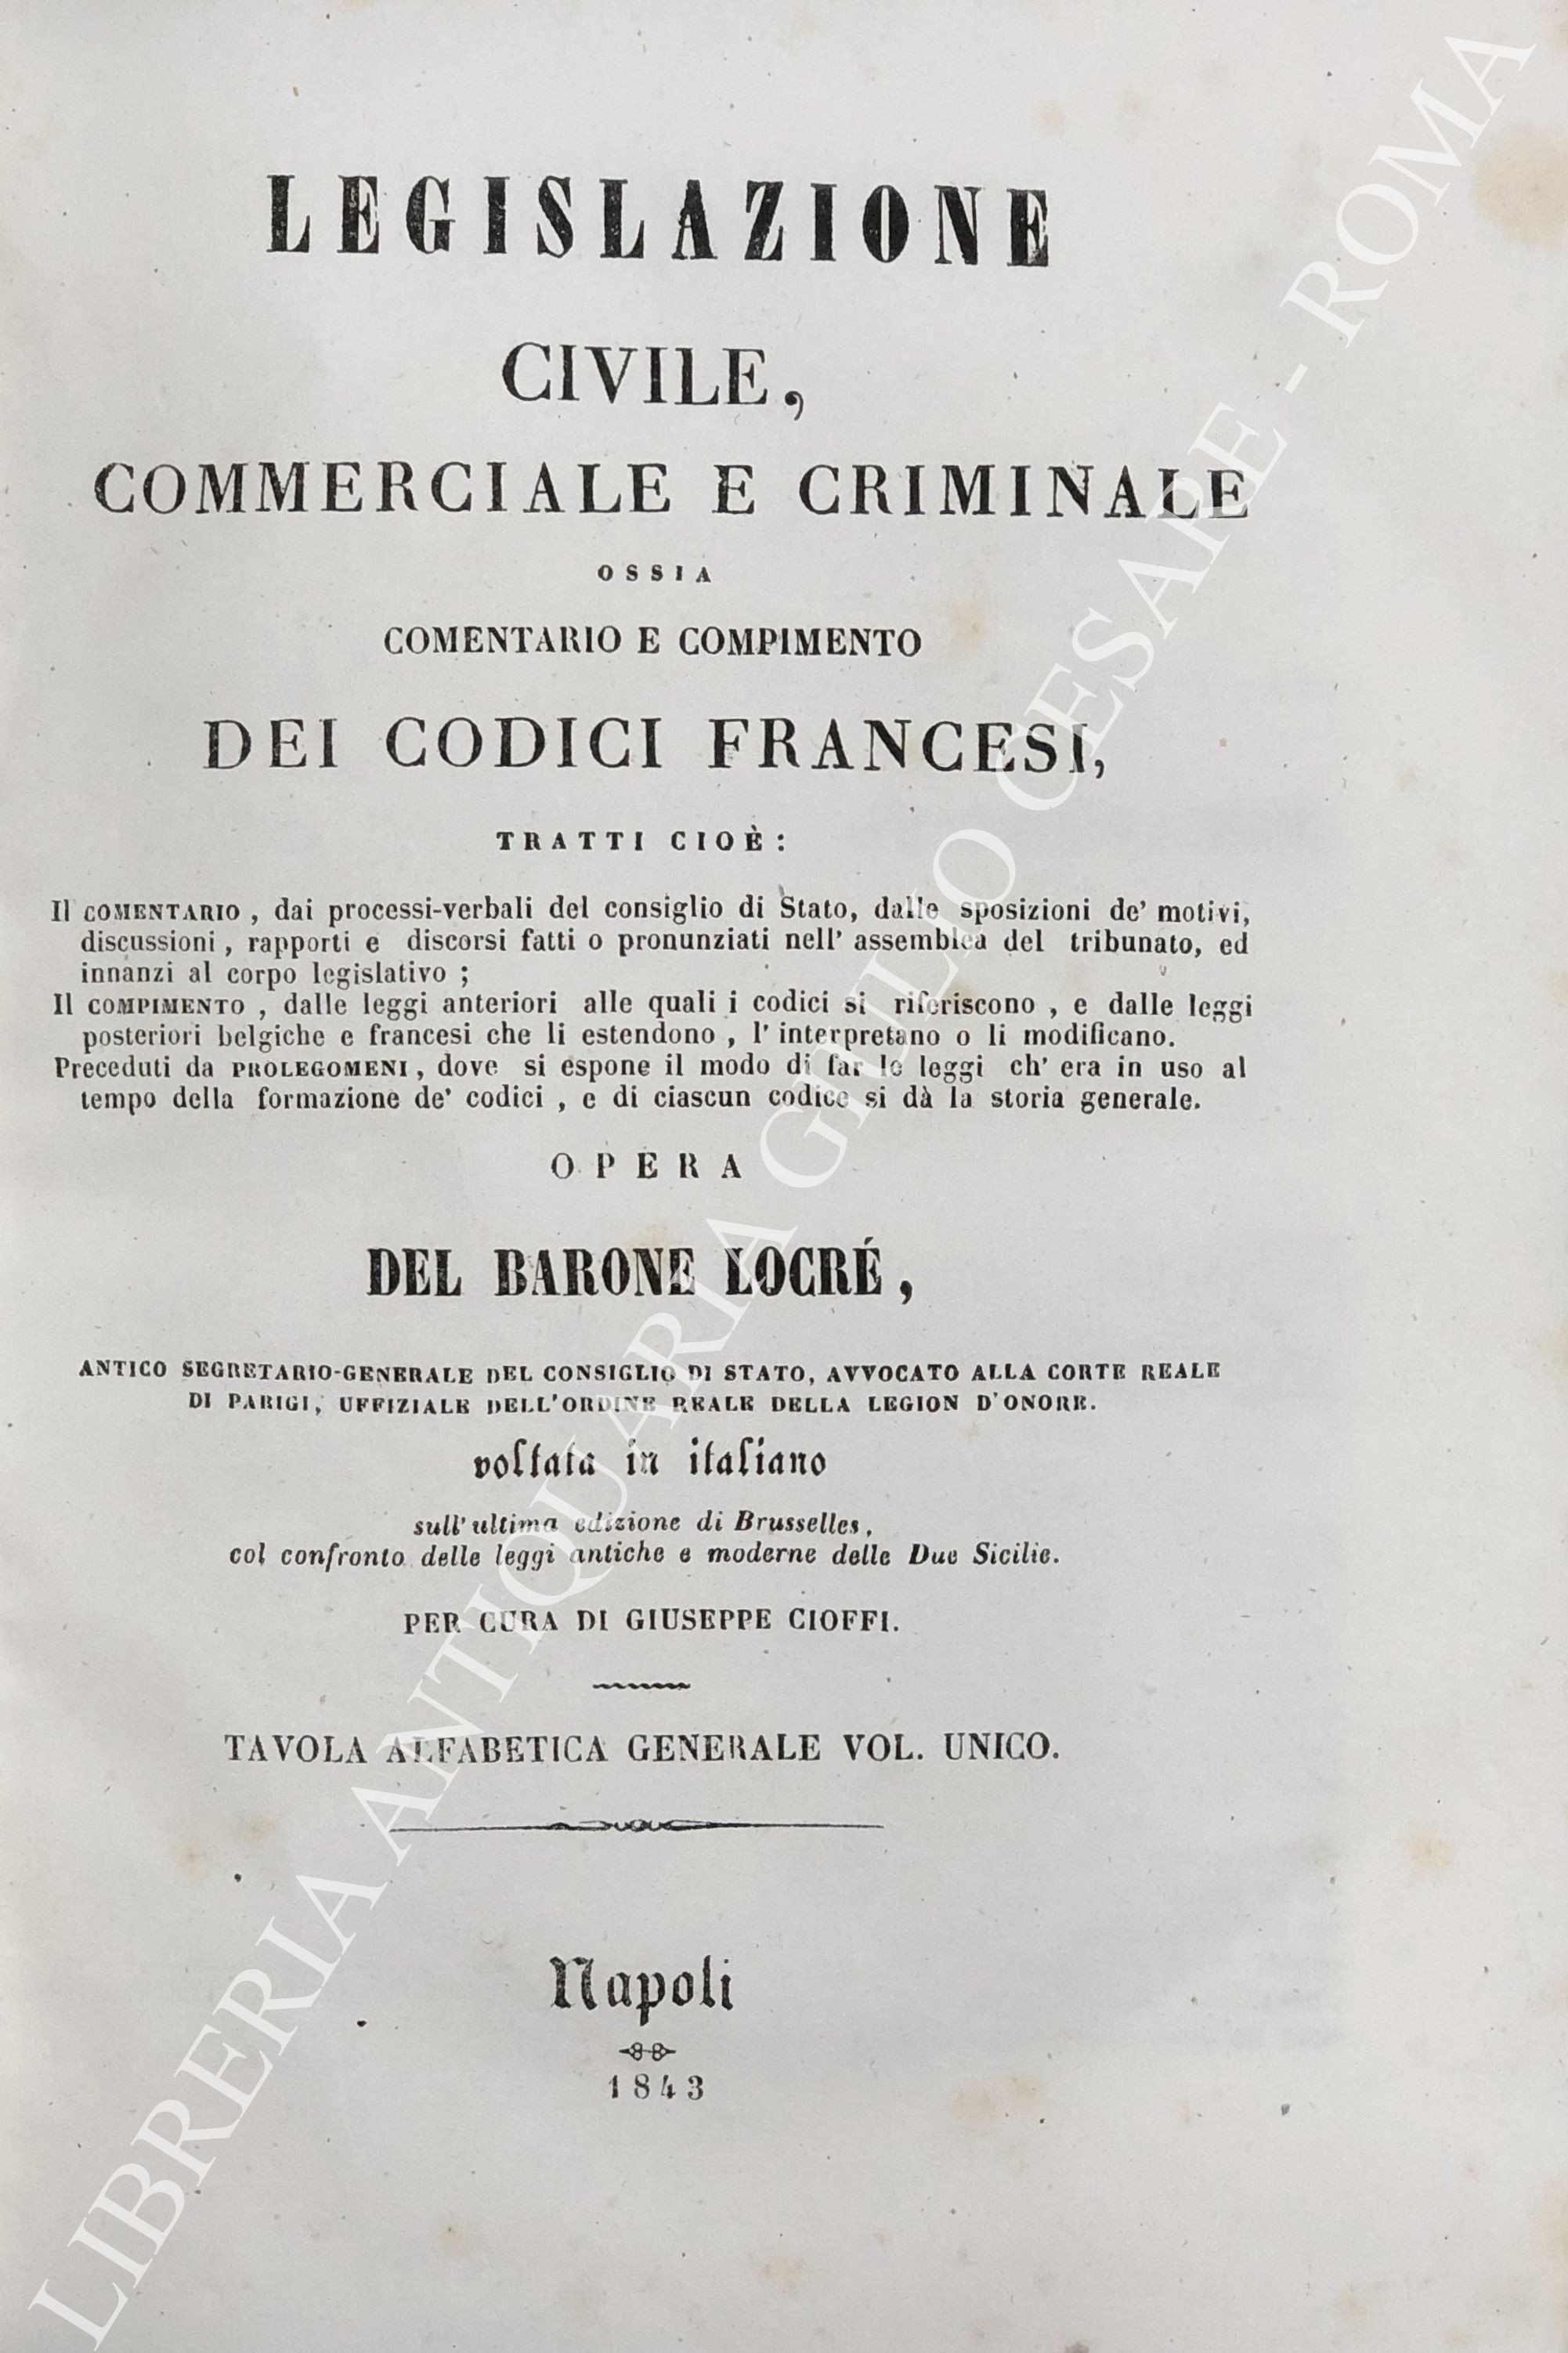 LEGISLAZIONE
CIVILE,
COMMERCIALE E CRIMINALE
OSSIA
COMENTARIO E COMPIMENTO
DEI CODICI FRANCESI,
TRATTI CIOÈ:
Il COMENTARIO, dai processi-verbali del consiglio di Stato, dalle sposizioni de' motivi,
discussioni, rapporti e discorsi fatti o pronunziati nell' assemblea del tribunato, ed
innanzi al corpo legislativo;
Il COMPIMENTO, dalle leggi anteriori alle quali i codici si riferiscono, e dalle leggi
posteriori belgiche e francesi che li estendono, l' interpretano o li modificano.
Preceduti da PROLEGOMENI, dove si espone il modo di far le leggi ch' era in uso al
tempo della formazione de' codici, e di ciascun codice si dà la storia generale.
OPERA
DEL BARONE LOCRÉ,
ANTICO SEGRETARIO-GENERALE DEL CONSIGLIO DI STATO, AVVOCATO ALLA CORTE REALE
DI PARIGI, UFFIZIALE DELL'ORDINE REALE DELLA LEGION D'ONORE.
voltata in italiano
sull' ultima edizione di Brusselles,
col confronto delle leggi antiche e moderne delle Due Sicilie.
PER CURA DI GIUSEPPE CIOFFI.
TAVOLA ALFABETICA GENERALE VOL. UNICO.
Napoli
1843
LIBRERIA ANTIQUARIA GIULIO CESARE - ROMA